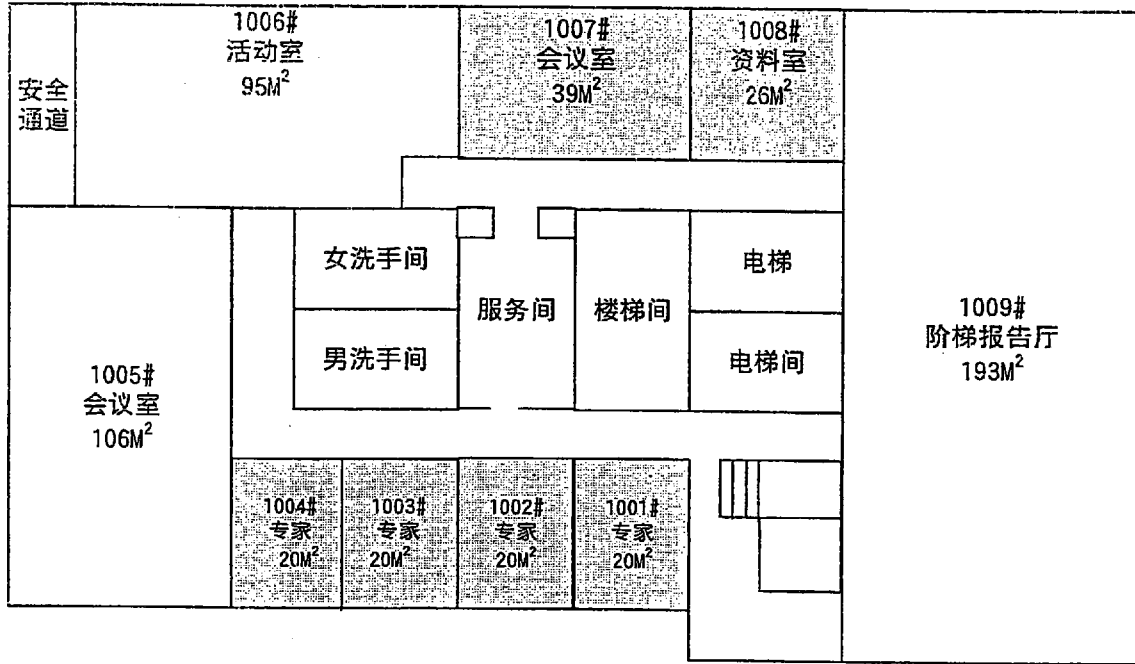 1006#
活动室
95M²
1007#
会议室
39M²
1008#
资料室
26M²
安全
通道
女洗手间
男洗手间
服务间
楼梯间
电梯
电梯间
1009#
阶梯报告厅
193M²
1005#
会议室
106M²
1004#
专家
20M²
1003#
专家
20M²
1002#
专家
20M²
1001#
专家
20M²